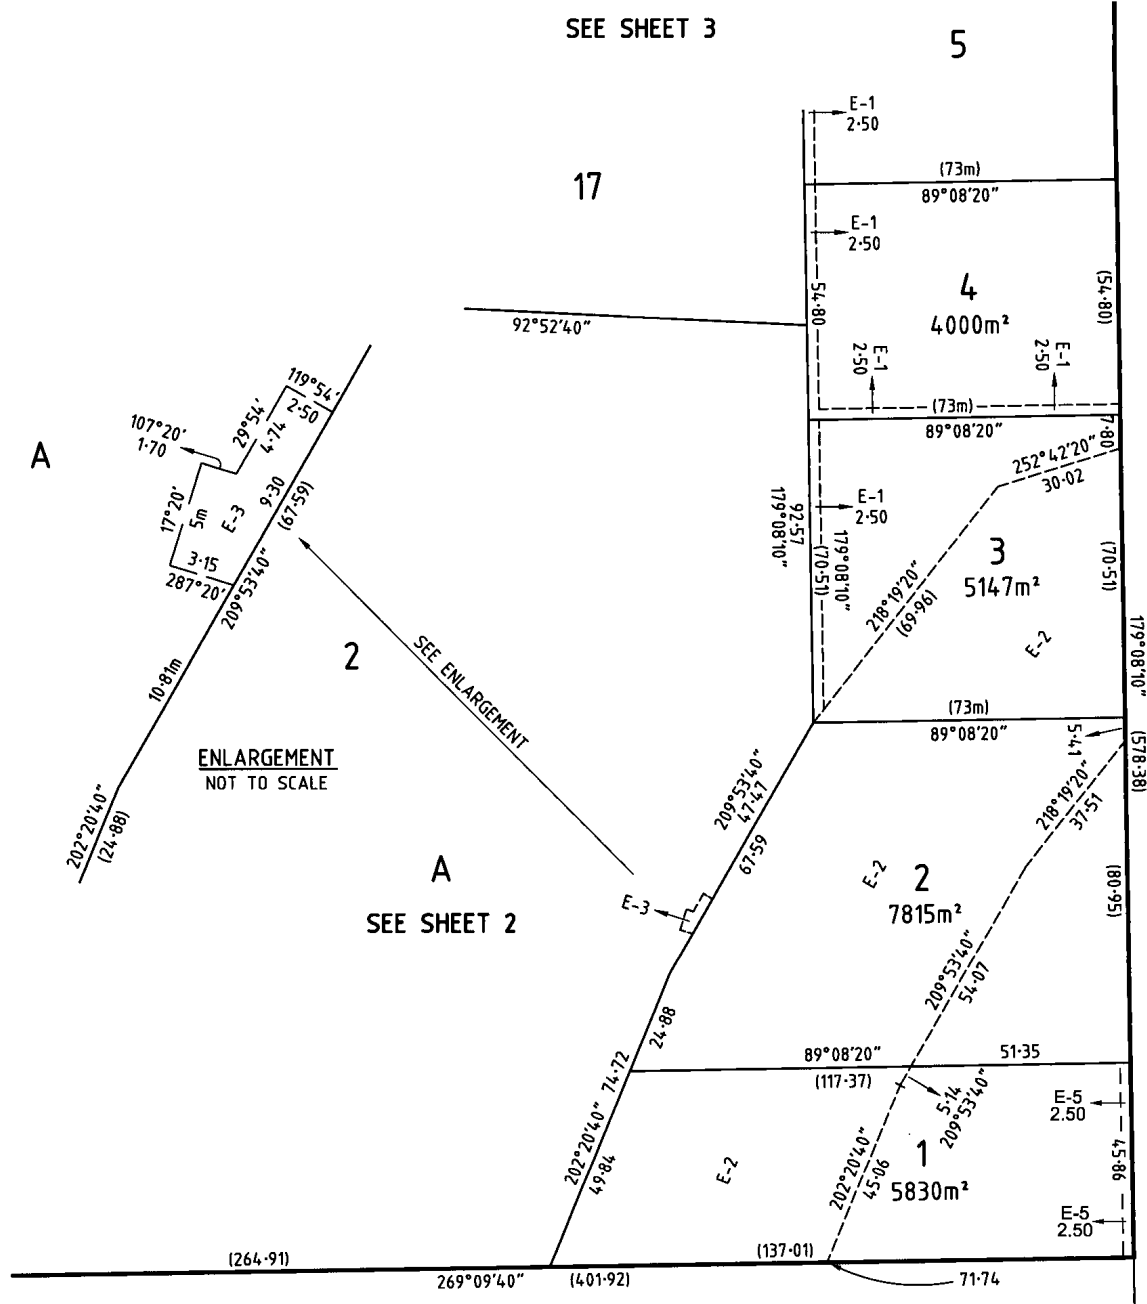 SEE SHEET 3
5
E-1
2·50
17
(73m)
89°08'20"
E-1
2·50
54·80
4
4000m²
(54·80)
92°52'40"
E-1
2·50
E-1
2·50
(73m)
89°08'20"
7·80
252°42'20"
30·02
E-1
2·50
92·57
179°08'10"
179°08'10"
(70·51)
218°19'20"
(69·96)
3
5147m²
(70·51)
E-2
179°08'10"
(578·38)
(73m)
89°08'20"
5·41
A
119°54'
2·50
29°54'
4·74
107°20'
1·70
17°20'
5m
E-3
9·30
(67·59)
3·15
287°20'
209°53'40"
10·81m
2
SEE ENLARGEMENT
ENLARGEMENT
NOT TO SCALE
202°20'40"
(24·88)
A
SEE SHEET 2
209°53'40"
47·47
67·59
E-3
218°19'20"
37·51
E-2
2
7815m²
(80·95)
209°53'40"
54·07
24·88
74·72
89°08'20"
51·35
(117·37)
5·14
209°53'40"
E-5
2.50
202°20'40"
49·84
E-2
202°20'40"
45·06
1
5830m²
45·86
E-5
2.50
(264·91)
(137·01)
269°09'40"
(401·92)
71·74